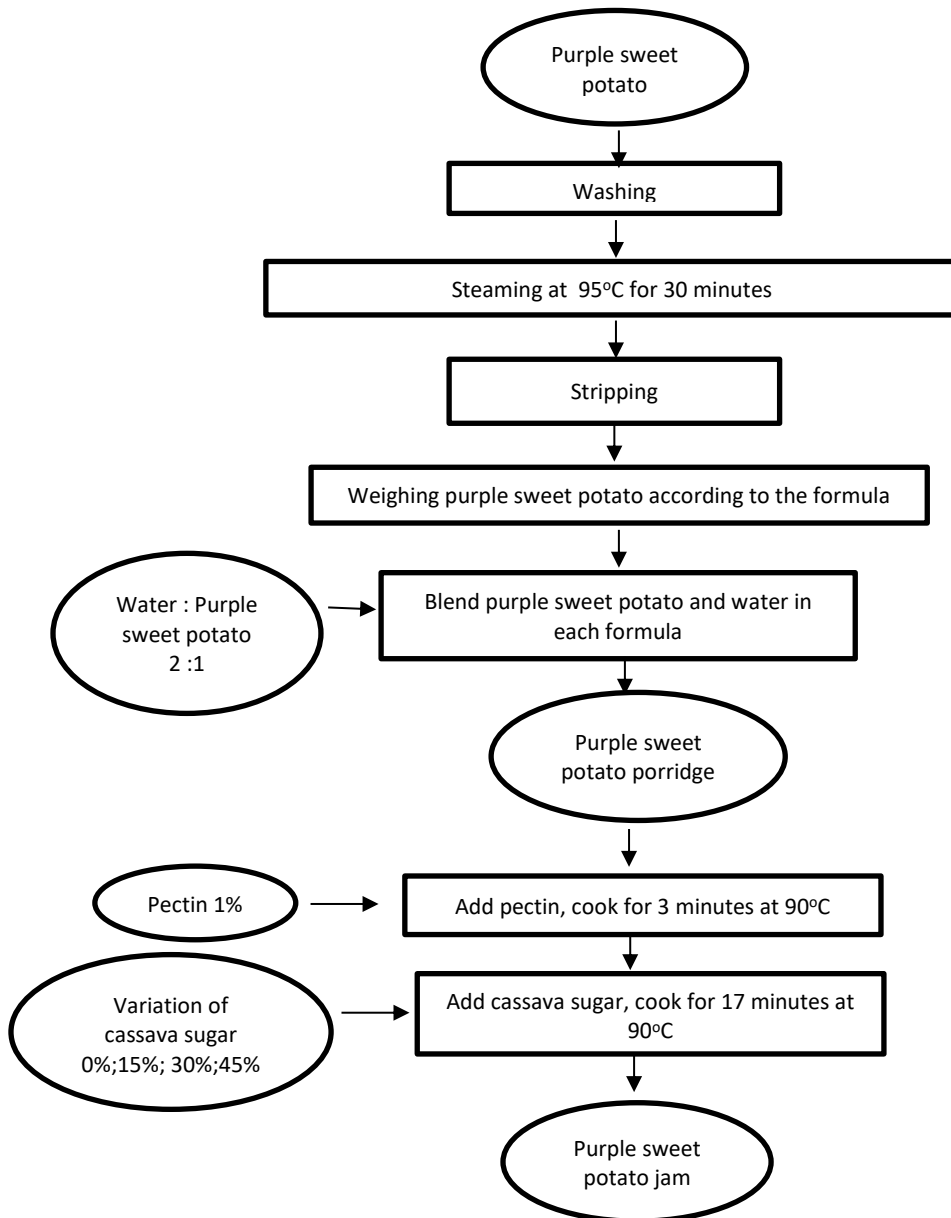 Purple sweet
potato
Washing
Steaming at  95°C for 30 minutes
Stripping
Weighing purple sweet potato according to the formula
Water : Purple
sweet potato
2 :1
Blend purple sweet potato and water in
each formula
Purple sweet
potato porridge
Pectin 1%
Add pectin, cook for 3 minutes at 90°C
Variation of
cassava sugar
0%;15%; 30%;45%
Add cassava sugar, cook for 17 minutes at
90°C
Purple sweet
potato jam